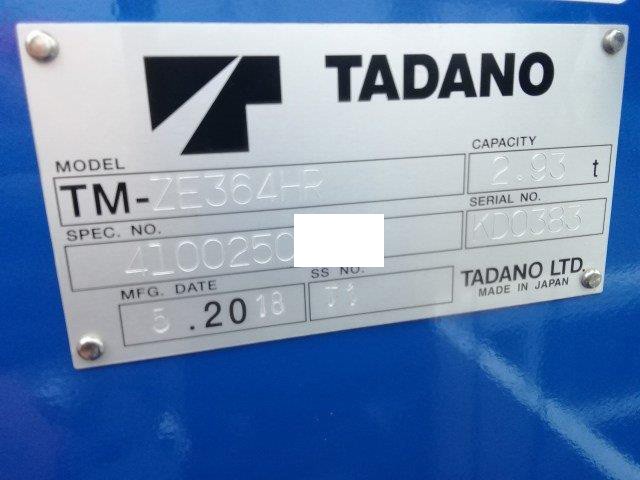 TADANO
MODEL
TM-ZE364HR
CAPACITY
2.93 t
SPEC. NO.
4100250
SERIAL NO.
KD0383
MFG. DATE
5 .2018
SS NO.
TADANO LTD.
MADE IN JAPAN